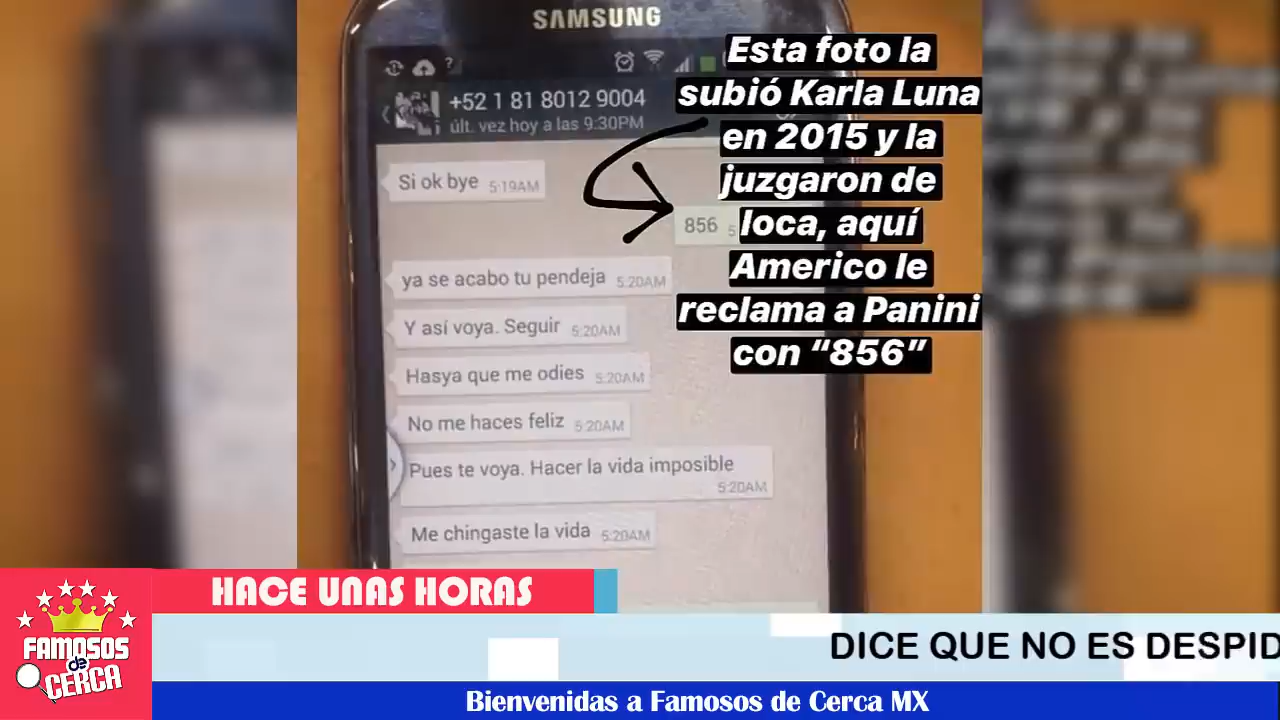 SAMSUNG
+52 1 81 8012 9004
últ. vez hoy a las 9:30PM
Esta foto la
subió Karla Luna
en 2015 y la
juzgaron de
loca, aquí
Americo le
reclama a Panini
con “856”
Si ok bye 5:19AM
856 5
ya se acabo tu pendeja 5:20AM
Y así voya. Seguir 5:20AM
Hasya que me odies 5:20AM
No me haces feliz 5:20AM
Pues te voya. Hacer la vida imposible
5:20AM
Me chingaste la vida 5:20AM
HACE UNAS HORAS
FAMOSOS
de
CERCA
DICE QUE NO ES DESPID
Bienvenidas a Famosos de Cerca MX